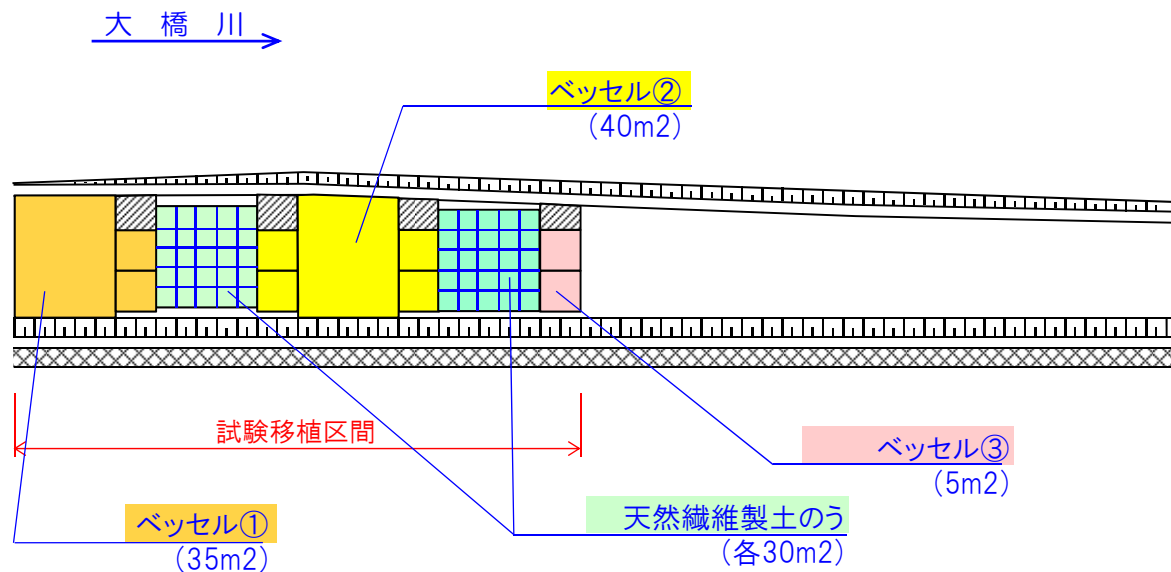 大橋川
ベッセル②
(40m2)
試験移植区間
ベッセル③
(5m2)
ベッセル①
(35m2)
天然繊維製土のう
(各30m2)